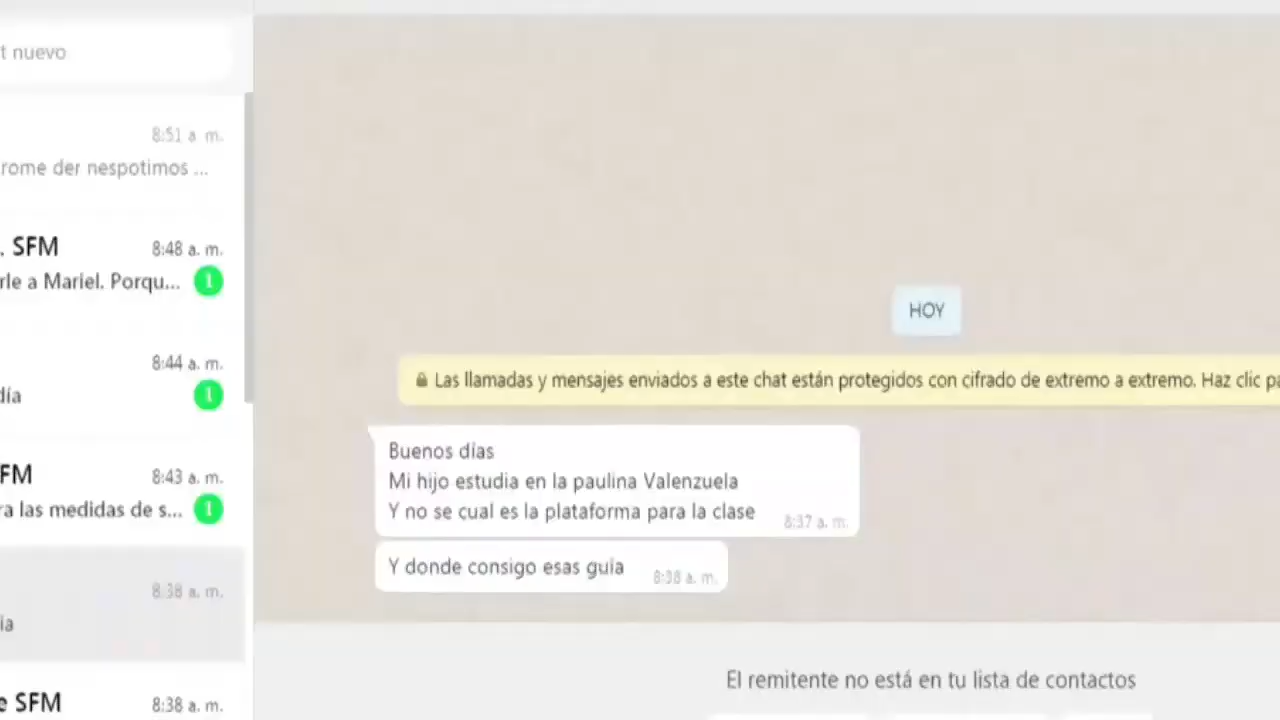 t nuevo
8:51 a. m.
rome der nespotimos ...
. SFM
8:48 a. m.
rle a Mariel. Porqu...
1
8:44 a. m.
día
1
FM
8:43 a. m.
ra las medidas de s...
1
8:38 a. m.
ia
e SFM
8:38 a. m.
HOY
Las llamadas y mensajes enviados a este chat están protegidos con cifrado de extremo a extremo. Haz clic pa
Buenos días
Mi hijo estudia en la paulina Valenzuela
Y no se cual es la plataforma para la clase
8:37 a. m.
Y donde consigo esas guia
8:38 a. m.
El remitente no está en tu lista de contactos